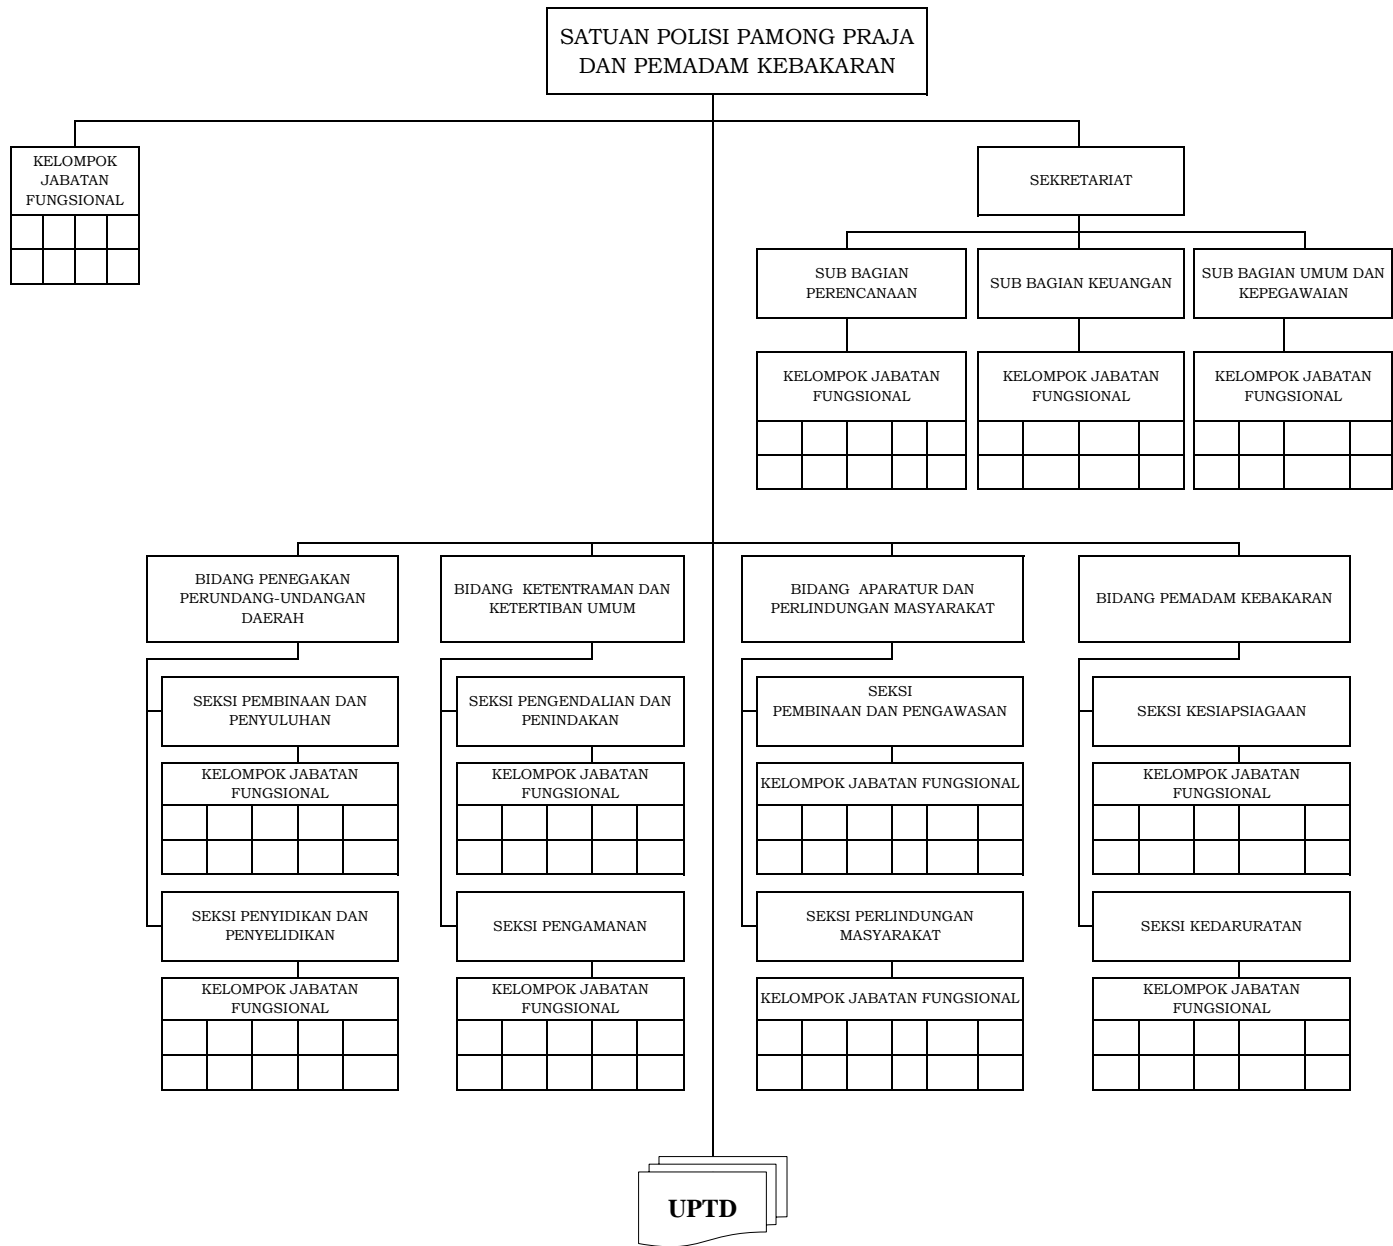 SATUAN POLISI PAMONG PRAJA
DAN PEMADAM KEBAKARAN
KELOMPOK
JABATAN
FUNGSIONAL
SEKRETARIAT
SUB BAGIAN
PERENCANAAN
SUB BAGIAN KEUANGAN
SUB BAGIAN UMUM DAN
KEPEGAWAIAN
KELOMPOK JABATAN
FUNGSIONAL
KELOMPOK JABATAN
FUNGSIONAL
KELOMPOK JABATAN
FUNGSIONAL
BIDANG PENEGAKAN
PERUNDANG-UNDANGAN
DAERAH
BIDANG  KETENTRAMAN DAN
KETERTIBAN UMUM
BIDANG  APARATUR DAN
PERLINDUNGAN MASYARAKAT
BIDANG PEMADAM KEBAKARAN
SEKSI PEMBINAAN DAN
PENYULUHAN
SEKSI PENGENDALIAN DAN
PENINDAKAN
SEKSI
PEMBINAAN DAN PENGAWASAN
SEKSI KESIAPSIAGAAN
KELOMPOK JABATAN
FUNGSIONAL
KELOMPOK JABATAN
FUNGSIONAL
KELOMPOK JABATAN FUNGSIONAL
KELOMPOK JABATAN
FUNGSIONAL
SEKSI PENYIDIKAN DAN
PENYELIDIKAN
SEKSI PENGAMANAN
SEKSI PERLINDUNGAN
MASYARAKAT
SEKSI KEDARURATAN
KELOMPOK JABATAN
FUNGSIONAL
KELOMPOK JABATAN
FUNGSIONAL
KELOMPOK JABATAN FUNGSIONAL
KELOMPOK JABATAN
FUNGSIONAL
UPTD